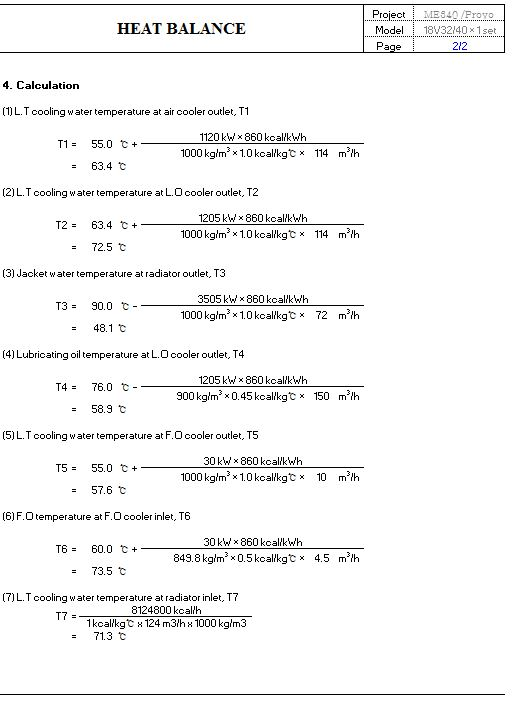 HEAT BALANCE
Project ME640 /Provo
Model 18V32/40×1set
Page 2/2
4. Calculation
(1) L.T cooling water temperature at air cooler outlet, T1
1120 kW × 860 kcal/kWh
T1 = 55.0 ℃ +
1000 kg/m³ × 1.0 kcal/kg℃ × 114 m³/h
= 63.4 ℃
(2) L.T cooling water temperature at L.O cooler outlet, T2
1205 kW × 860 kcal/kWh
T2 = 63.4 ℃ +
1000 kg/m³ × 1.0 kcal/kg℃ × 114 m³/h
= 72.5 ℃
(3) Jacket water temperature at radiator outlet, T3
3505 kW × 860 kcal/kWh
T3 = 90.0 ℃ -
1000 kg/m³ × 1.0 kcal/kg℃ × 72 m³/h
= 48.1 ℃
(4) Lubricating oil temperature at L.O cooler outlet, T4
1205 kW × 860 kcal/kWh
T4 = 76.0 ℃ -
900 kg/m³ × 0.45 kcal/kg℃ × 150 m³/h
= 58.9 ℃
(5) L.T cooling water temperature at F.O cooler outlet, T5
30 kW × 860 kcal/kWh
T5 = 55.0 ℃ +
1000 kg/m³ × 1.0 kcal/kg℃ × 10 m³/h
= 57.6 ℃
(6) F.O temperature at F.O cooler inlet, T6
30 kW × 860 kcal/kWh
T6 = 60.0 ℃ +
849.8 kg/m³ × 0.5 kcal/kg℃ × 4.5 m³/h
= 73.5 ℃
(7) L.T cooling water temperature at radiator inlet, T7
8124800 kcal/h
T7 =
1 kcal/kg℃ x 124 m3/h x 1000 kg/m3
= 71.3 ℃